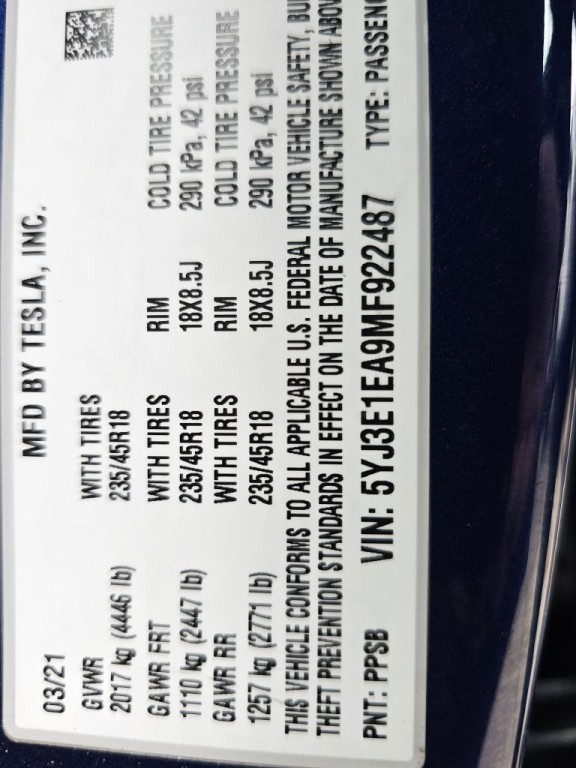 MFD BY TESLA, INC.
03/21
GVWR WITH TIRES
2017 kg (4446 lb) 235/45R18
GAWR FRT WITH TIRES RIM COLD TIRE PRESSURE
1110 kg (2447 lb) 235/45R18 18X8.5J 290 kPa, 42 psi
GAWR RR WITH TIRES RIM COLD TIRE PRESSURE
1257 kg (2771 lb) 235/45R18 18X8.5J 290 kPa, 42 psi
THIS VEHICLE CONFORMS TO ALL APPLICABLE U.S. FEDERAL MOTOR VEHICLE SAFETY,
THEFT PREVENTION STANDARDS IN EFFECT ON THE DATE OF MANUFACTURE SHOWN
PNT: PPSB VIN: 5YJ3E1EA9MF922487 TYPE: